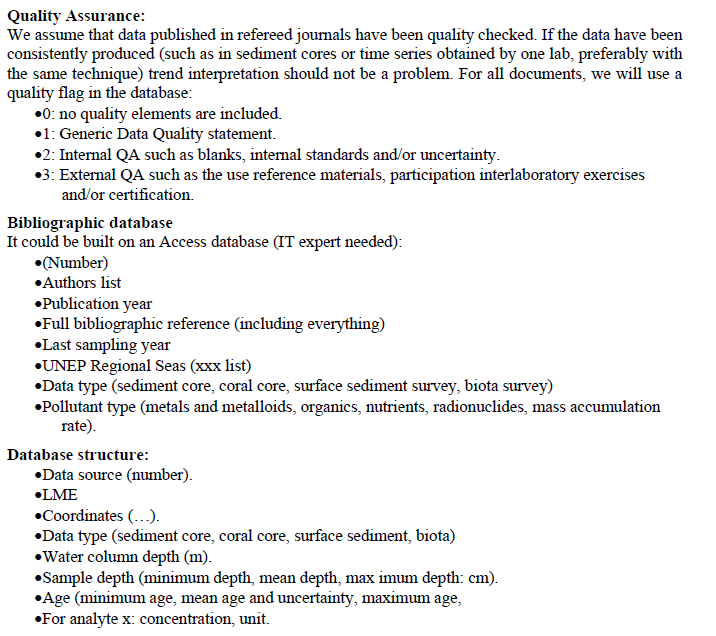 Quality Assurance:
We assume that data published in refereed journals have been quality checked. If the data have been
consistently produced (such as in sediment cores or time series obtained by one lab, preferably with
the same technique) trend interpretation should not be a problem. For all documents, we will use a
quality flag in the database:
•0: no quality elements are included.
•1: Generic Data Quality statement.
•2: Internal QA such as blanks, internal standards and/or uncertainty.
•3: External QA such as the use reference materials, participation interlaboratory exercises
and/or certification.
Bibliographic database
It could be built on an Access database (IT expert needed):
•(Number)
•Authors list
•Publication year
•Full bibliographic reference (including everything)
•Last sampling year
•UNEP Regional Seas (xxx list)
•Data type (sediment core, coral core, surface sediment survey, biota survey)
•Pollutant type (metals and metalloids, organics, nutrients, radionuclides, mass accumulation
rate).
Database structure:
•Data source (number).
•LME
•Coordinates (…).
•Data type (sediment core, coral core, surface sediment, biota)
•Water column depth (m).
•Sample depth (minimum depth, mean depth, max imum depth: cm).
•Age (minimum age, mean age and uncertainty, maximum age,
•For analyte x: concentration, unit.